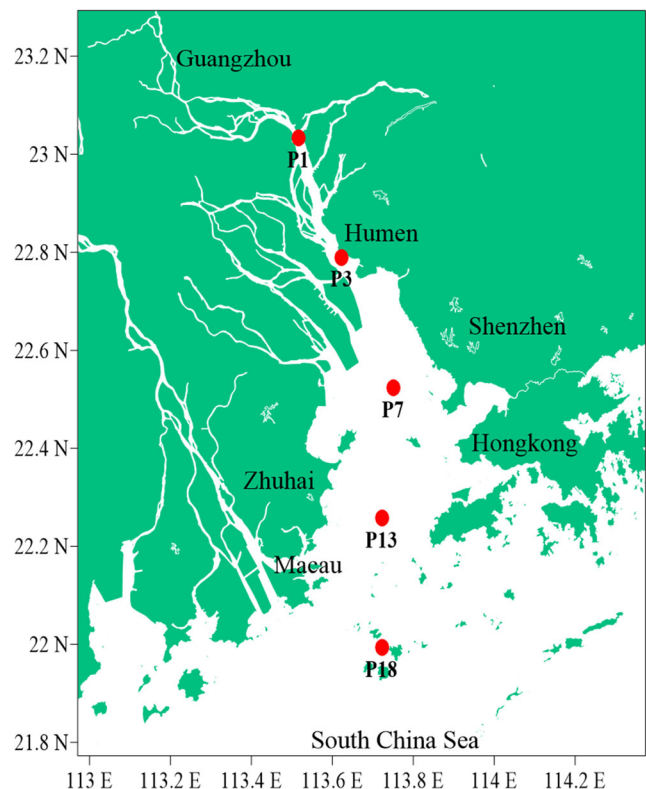 23.2 N
Guangzhou
23 N
P1
22.8 N
Humen
P3
22.6 N
Shenzhen
P7
22.4 N
Hongkong
Zhuhai
P13
22.2 N
Macau
22 N
P18
21.8 N
South China Sea
113 E 113.2 E 113.4 E 113.6 E 113.8 E 114 E 114.2 E